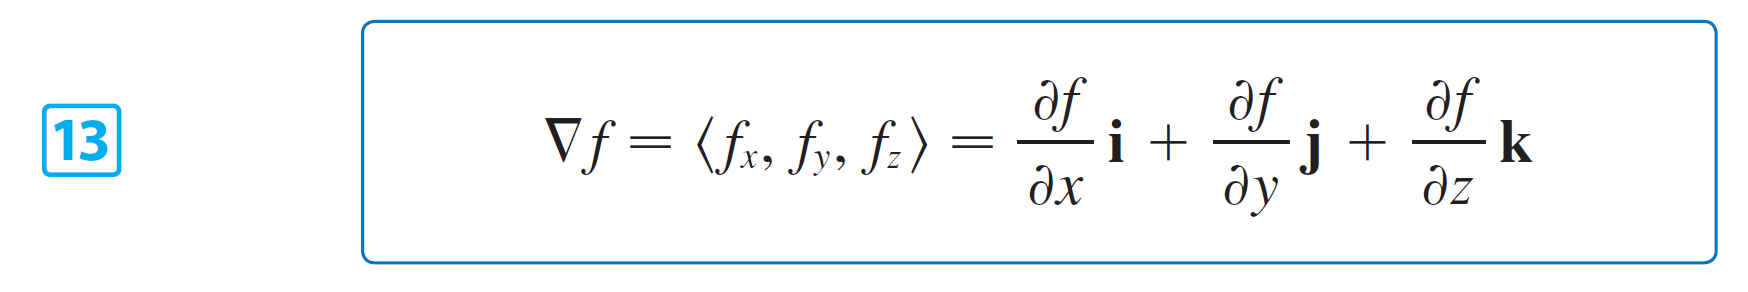 13 ∇f = ⟨f_x, f_y, f_z⟩ = ∂f/∂x i + ∂f/∂y j + ∂f/∂z k